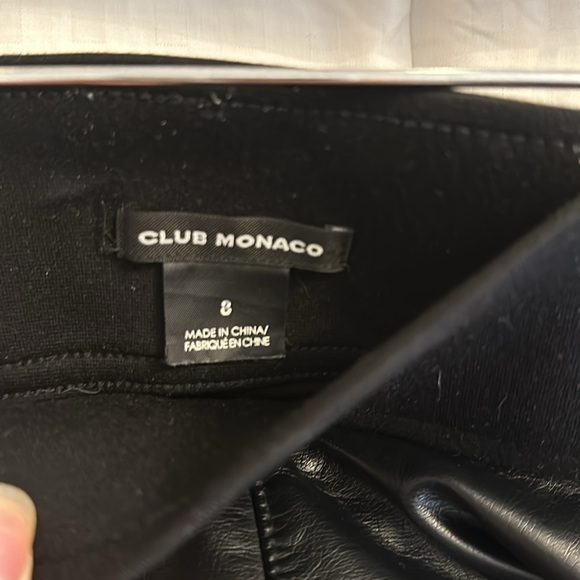 CLUB MONACO
8
MADE IN CHINA/
FABRIQUÉ EN CHINE